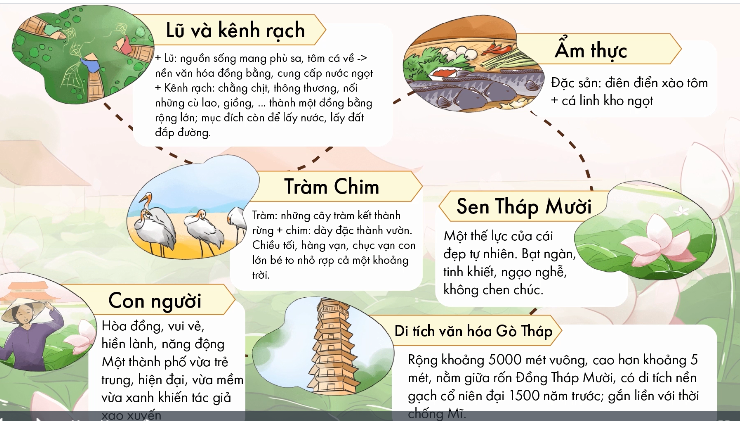 Lũ và kênh rạch
+ Lũ: nguồn sống mang phù sa, tôm cá về ->
nền văn hóa đồng bằng, cung cấp nước ngọt
+ Kênh rạch: chằng chịt, thông thương, nối
những cù lao, giồng, ... thành một đồng bằng
rộng lớn; mục đích còn để lấy nước, lấy đất
đắp đường.
Ẩm thực
Đặc sản: điên điển xào tôm
+ cá linh kho ngọt
Tràm Chim
Tràm: những cây tràm kết thành
rừng + chim: dày đặc thành vườn.
Chiều tối, hàng vạn, chục vạn con
lớn bé to nhỏ rợp cả một khoảng
trời.
Sen Tháp Mười
Một thế lực của cái
đẹp tự nhiên. Bạt ngàn,
tinh khiết, ngạo nghễ,
không chen chúc.
Con người
Hòa đồng, vui vẻ,
hiền lành, năng động
Một thành phố vừa trẻ
trung, hiện đại, vừa mềm
vừa xanh khiến tác giả
xao xuyến
Di tích văn hóa Gò Tháp
Rộng khoảng 5000 mét vuông, cao hơn khoảng 5
mét, nằm giữa rốn Đồng Tháp Mười, có di tích nền
gạch cổ niên đại 1500 năm trước; gắn liền với thời
chống Mĩ.